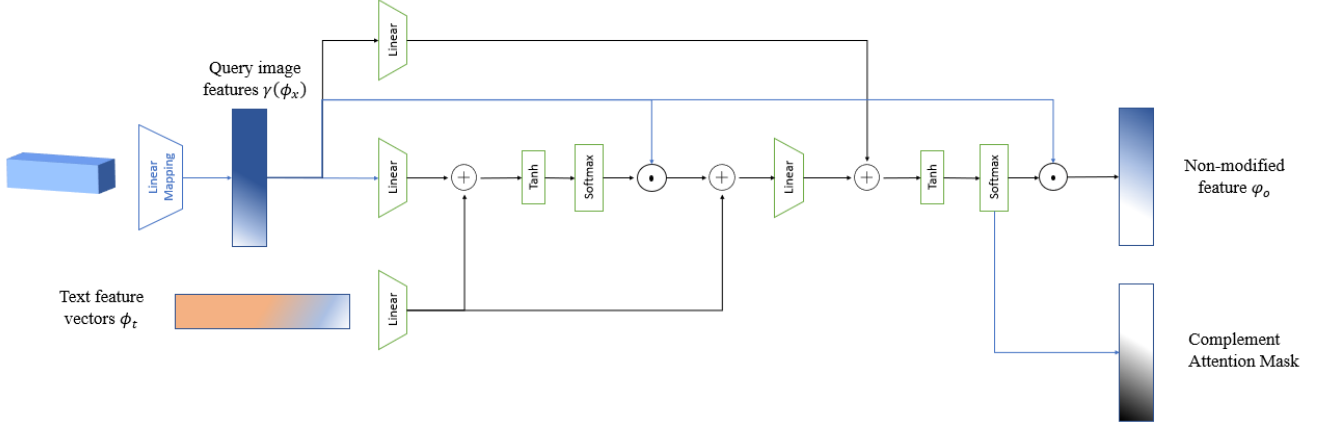 Linear
Query image
features γ(ϕₓ)
Linear
Mapping
Linear
Tanh
Softmax
Linear
Tanh
Softmax
Non-modified
feature φₒ
Text feature
vectors ϕₜ
Linear
Complement
Attention Mask